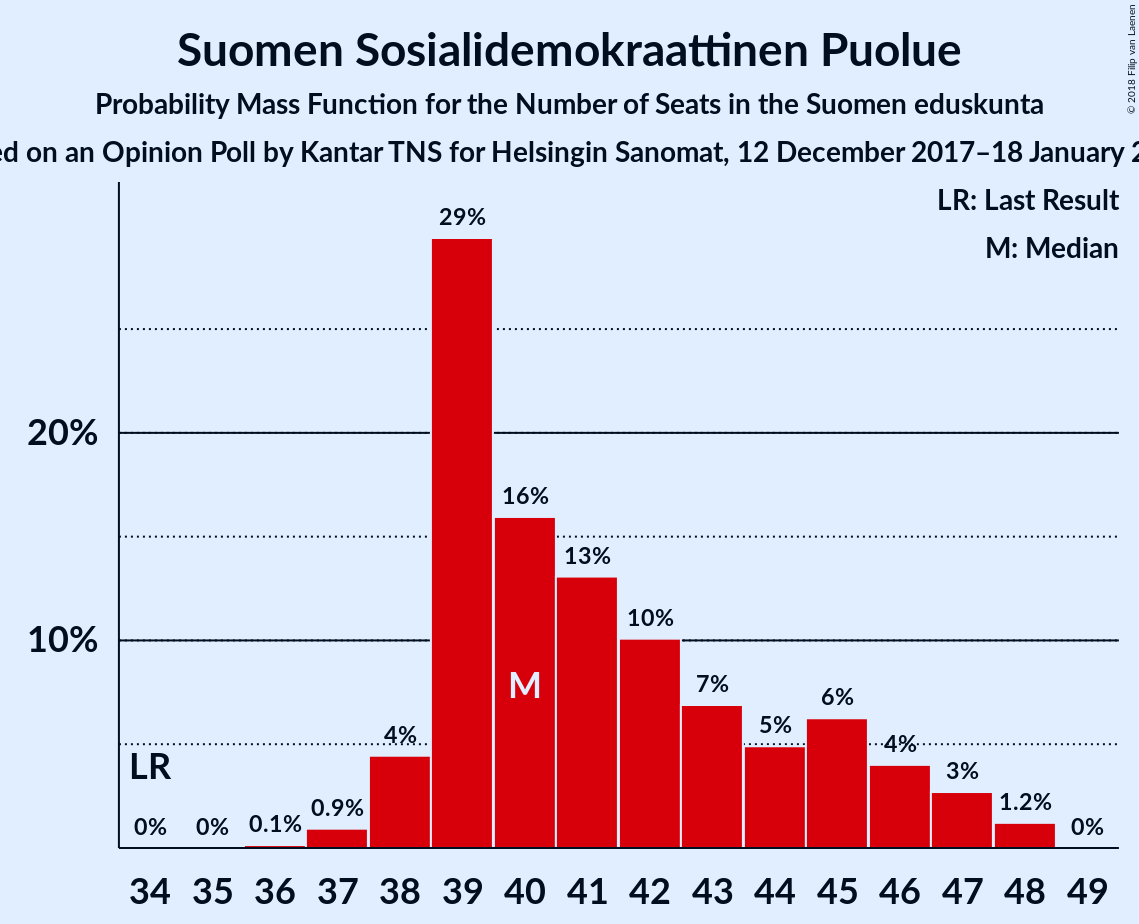 © 2018 Filip van Laenen
Suomen Sosialidemokraattinen Puolue
Probability Mass Function for the Number of Seats in the Suomen eduskunta
on an Opinion Poll by Kantar TNS for Helsingin Sanomat, 12 December 2017–18 January
LR: Last Result
M: Median
29%
20%
16%
13%
10%
10%
M
7%
6%
5%
4%
4%
LR
3%
0% 0% 0.1% 0.9% 1.2% 0%
34 35 36 37 38 39 40 41 42 43 44 45 46 47 48 49